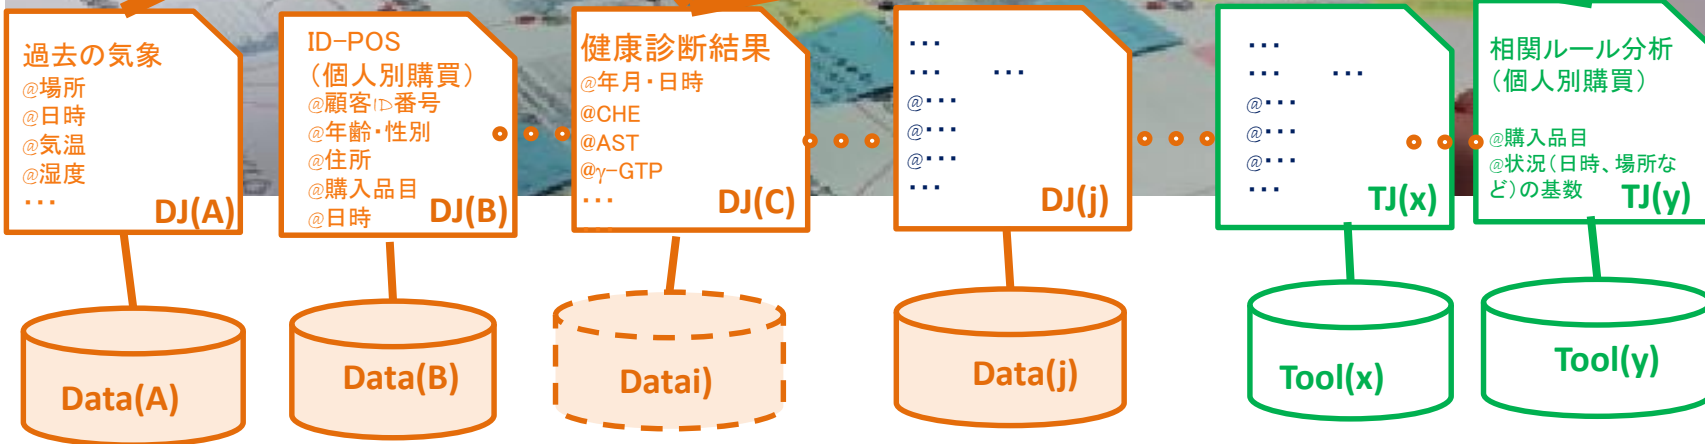 過去の気象
@場所
@日時
@気温
@湿度
･･･
DJ(A)
ID-POS
（個人別購買）
@顧客ID番号
@年齢･性別
@住所
@購入品目
@日時
DJ(B)
健康診断結果
@年月･日時
@CHE
@AST
@γ-GTP
･･･
･･･
DJ(C)
･･･
･･･ ･･･
@･･･
@･･･
@･･･
･･･
DJ(j)
･･･
･･･ ･･･
@･･･
@･･･
@･･･
･･･
TJ(x)
相関ルール分析
（個人別購買）
@購入品目
@状況（日時、場所な
ど）の基数
TJ(y)
Data(A)
Data(B)
Datai)
Data(j)
Tool(x)
Tool(y)